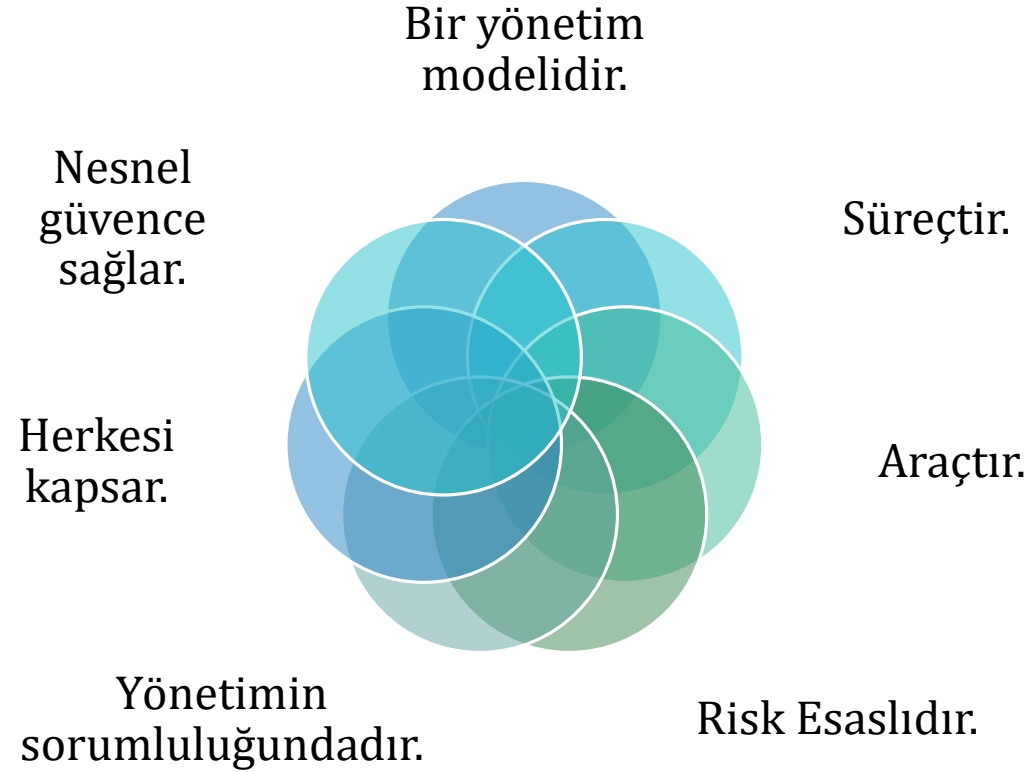 Bir yönetim
modelidir.
Süreçtir.
Araçtır.
Risk Esaslıdır.
Yönetimin
sorumluluğundadır.
Herkesi
kapsar.
Nesnel
güvence
sağlar.